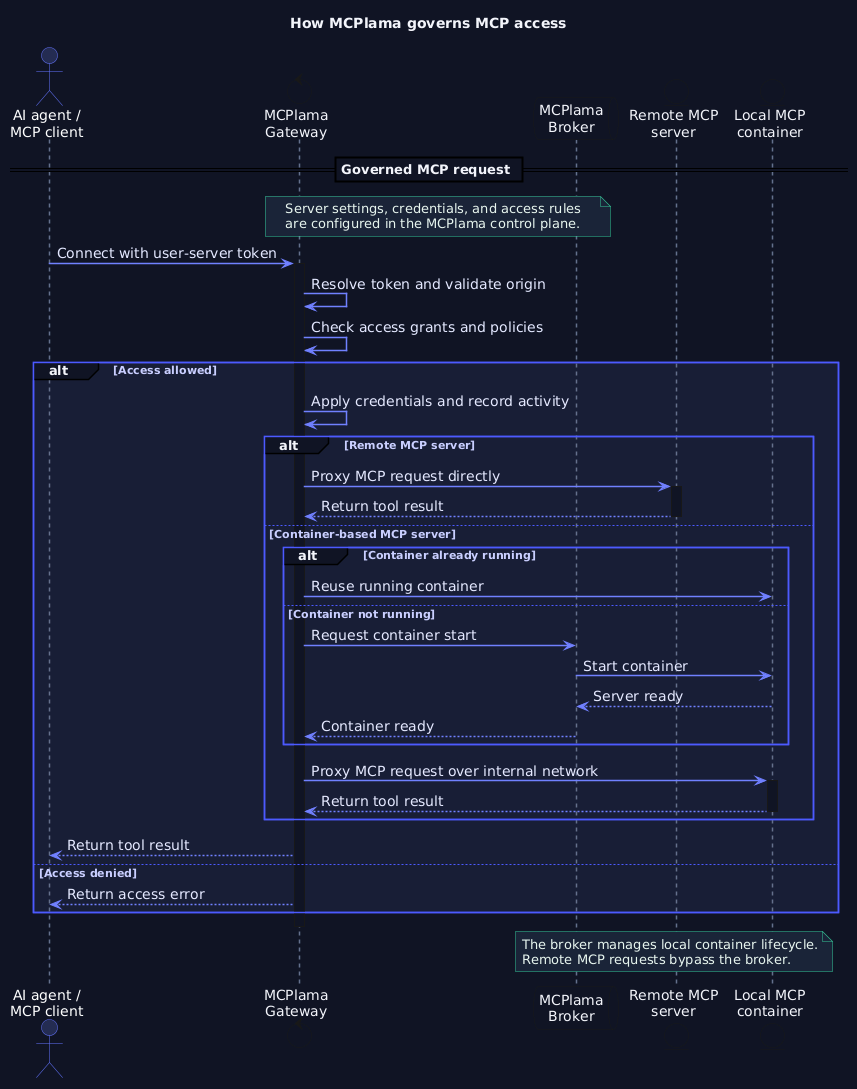 How MCPlama governs MCP access
AI agent /
MCP client
MCPlama
Gateway
MCPlama
Broker
Remote MCP
server
Local MCP
container
Governed MCP request
Server settings, credentials, and access rules
are configured in the MCPlama control plane.
Connect with user-server token
Resolve token and validate origin
Check access grants and policies
alt [Access allowed]
Apply credentials and record activity
alt [Remote MCP server]
Proxy MCP request directly
Return tool result
[Container-based MCP server]
alt [Container already running]
Reuse running container
[Container not running]
Request container start
Start container
Server ready
Container ready
Proxy MCP request over internal network
Return tool result
Return tool result
[Access denied]
Return access error
The broker manages local container lifecycle.
Remote MCP requests bypass the broker.
AI agent /
MCP client
MCPlama
Gateway
MCPlama
Broker
Remote MCP
server
Local MCP
container